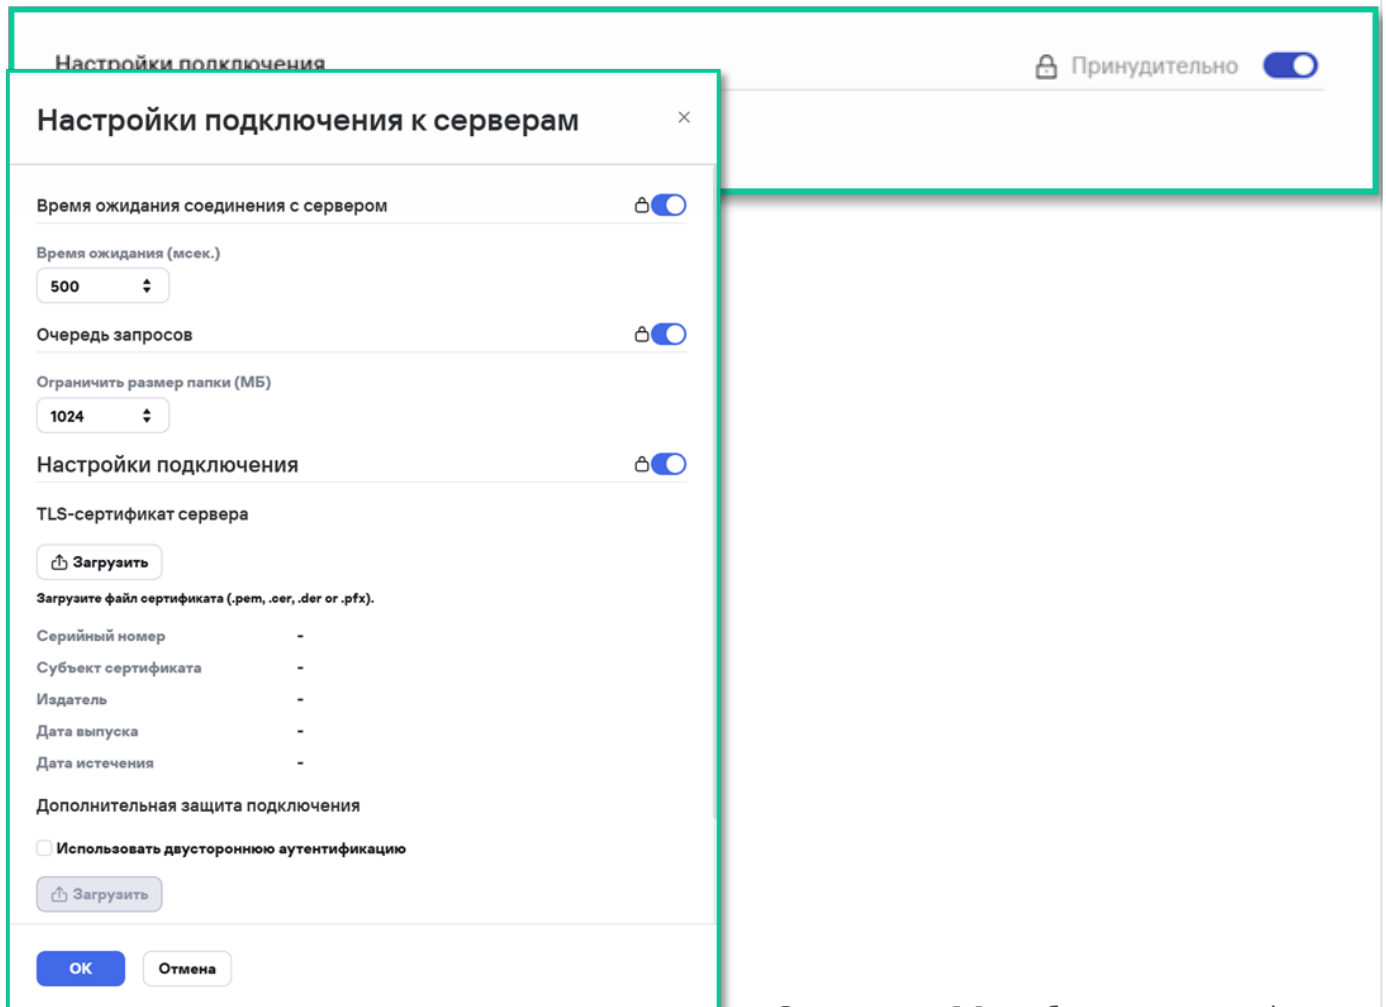 Настройки подключения
Принудительно
Настройки подключения к серверам
Время ожидания соединения с сервером
Время ожидания (мсек.)
500
Очередь запросов
Ограничить размер папки (МБ)
1024
Настройки подключения
TLS-сертификат сервера
Загрузить
Загрузите файл сертификата (.pem, .cer, .der or .pfx).
Серийный номер -
Субъект сертификата -
Издатель -
Дата выпуска -
Дата истечения -
Дополнительная защита подключения
Использовать двустороннюю аутентификацию
Загрузить
ОК
Отмена